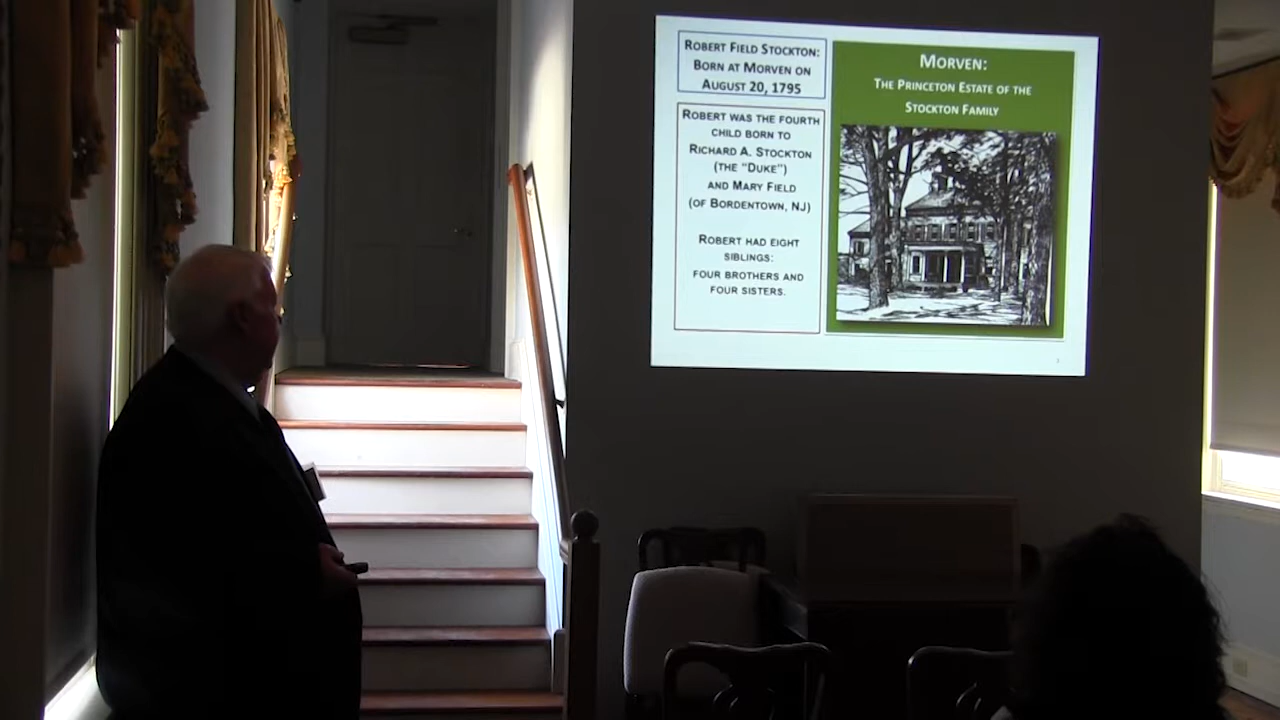 ROBERT FIELD STOCKTON:
BORN AT MORVEN ON
AUGUST 20, 1795
ROBERT WAS THE FOURTH
CHILD BORN TO
RICHARD A. STOCKTON
(THE "DUKE")
AND MARY FIELD
(OF BORDENTOWN, NJ)
ROBERT HAD EIGHT
SIBLINGS:
FOUR BROTHERS AND
FOUR SISTERS.
MORVEN:
THE PRINCETON ESTATE OF THE
STOCKTON FAMILY